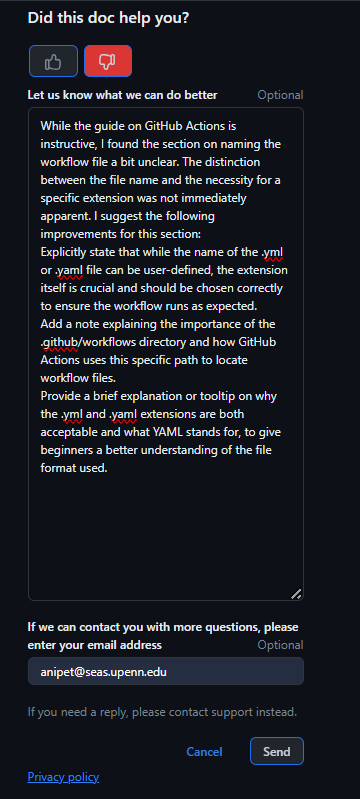 Did this doc help you?
Let us know what we can do better Optional
While the guide on GitHub Actions is
instructive, I found the section on naming the
workflow file a bit unclear. The distinction
between the file name and the necessity for a
specific extension was not immediately
apparent. I suggest the following
improvements for this section:
Explicitly state that while the name of the .yml
or .yaml file can be user-defined, the extension
itself is crucial and should be chosen correctly
to ensure the workflow runs as expected.
Add a note explaining the importance of the
.github/workflows directory and how GitHub
Actions uses this specific path to locate
workflow files.
Provide a brief explanation or tooltip on why
the .yml and .yaml extensions are both
acceptable and what YAML stands for, to give
beginners a better understanding of the file
format used.
If we can contact you with more questions, please
enter your email address Optional
anipet@seas.upenn.edu
If you need a reply, please contact support instead.
Cancel Send
Privacy policy